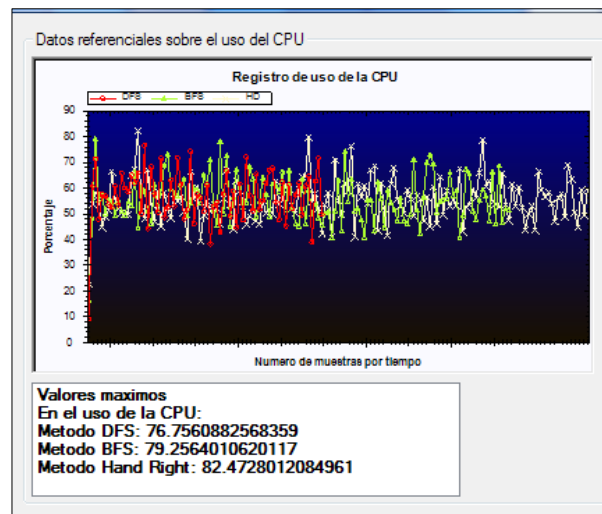 Datos referenciales sobre el uso del CPU
Registro de uso de la CPU
DFS BFS HD
90
80
70
60
50
40
30
20
10
0
Porcentaje
Numero de muestras por tiempo
Valores maximos
En el uso de la CPU:
Metodo DFS: 76.7560882568359
Metodo BFS: 79.2564010620117
Metodo Hand Right: 82.4728012084961